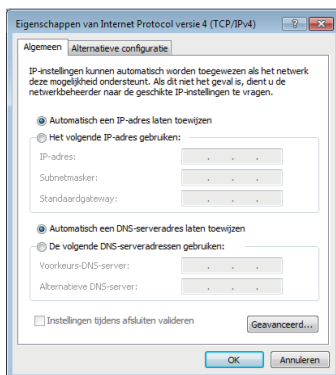 Eigenschappen van Internet Protocol versie 4 (TCP/IPv4)
Algemeen
Alternatieve configuratie
IP-instellingen kunnen automatisch worden toegewezen als het netwerk
deze mogelijkheid ondersteunt. Als dit niet het geval is, dient u de
netwerkbeheerder naar de geschikte IP-instellingen te vragen.
Automatisch een IP-adres laten toewijzen
Het volgende IP-adres gebruiken:
IP-adres:
Subnetmasker:
Standaardgateway:
Automatisch een DNS-serveradres laten toewijzen
De volgende DNS-serveradressen gebruiken:
Voorkeurs-DNS-server:
Alternatieve DNS-server:
Instellingen tijdens afsluiten valideren
Geavanceerd...
OK
Annuleren